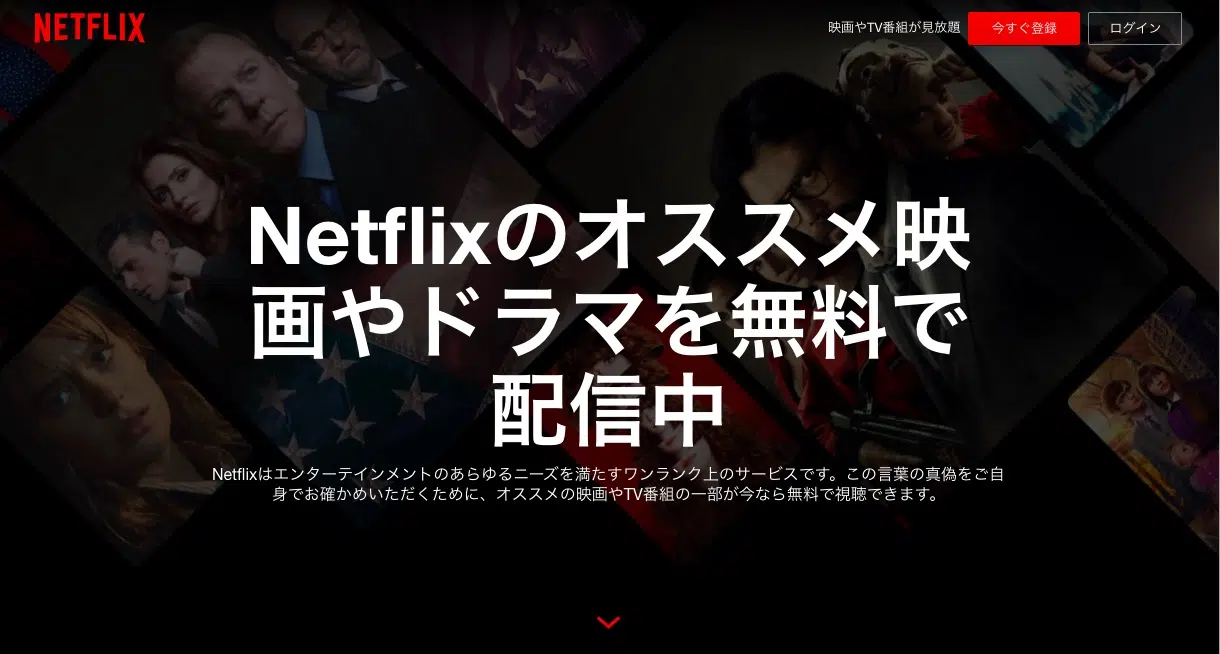 NETFLIX
映画やTV番組が見放題
今すぐ登録
ログイン
Netflixのオススメ映
画やドラマを無料で
配信中
Netflixはエンターテインメントのあらゆるニーズを満たすワンランク上のサービスです。この言葉の真偽をご自
身でお確かめいただくために、オススメの映画やTV番組の一部が今なら無料で視聴できます。